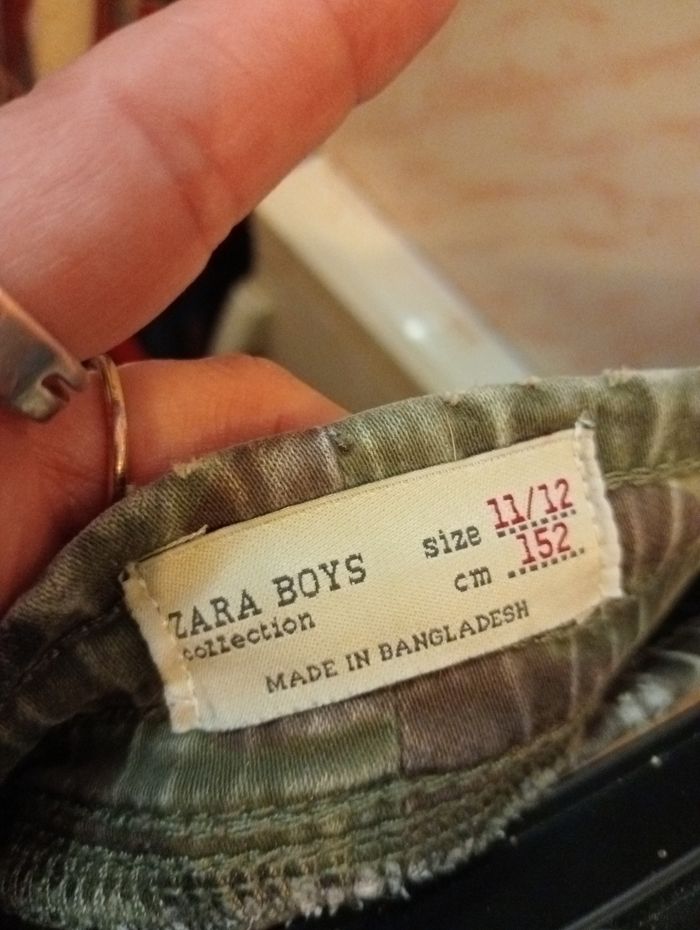 ZARA BOYS
collection
size 11/12
cm 152
MADE IN BANGLADESH